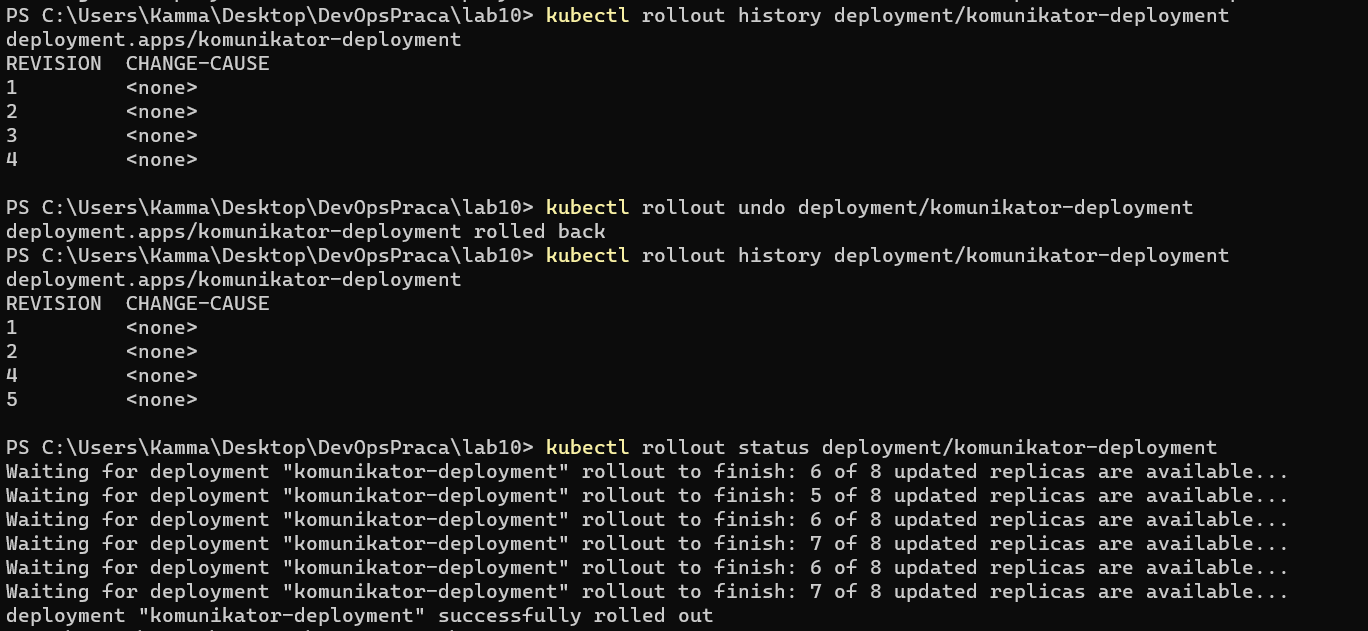 PS C:\Users\Kamma\Desktop\DevOpsPraca\lab10> kubectl rollout history deployment/komunikator-deployment
deployment.apps/komunikator-deployment
REVISION  CHANGE-CAUSE
1         <none>
2         <none>
3         <none>
4         <none>

PS C:\Users\Kamma\Desktop\DevOpsPraca\lab10> kubectl rollout undo deployment/komunikator-deployment
deployment.apps/komunikator-deployment rolled back
PS C:\Users\Kamma\Desktop\DevOpsPraca\lab10> kubectl rollout history deployment/komunikator-deployment
deployment.apps/komunikator-deployment
REVISION  CHANGE-CAUSE
1         <none>
2         <none>
4         <none>
5         <none>

PS C:\Users\Kamma\Desktop\DevOpsPraca\lab10> kubectl rollout status deployment/komunikator-deployment
Waiting for deployment "komunikator-deployment" rollout to finish: 6 of 8 updated replicas are available...
Waiting for deployment "komunikator-deployment" rollout to finish: 5 of 8 updated replicas are available...
Waiting for deployment "komunikator-deployment" rollout to finish: 6 of 8 updated replicas are available...
Waiting for deployment "komunikator-deployment" rollout to finish: 7 of 8 updated replicas are available...
Waiting for deployment "komunikator-deployment" rollout to finish: 6 of 8 updated replicas are available...
Waiting for deployment "komunikator-deployment" rollout to finish: 7 of 8 updated replicas are available...
deployment "komunikator-deployment" successfully rolled out